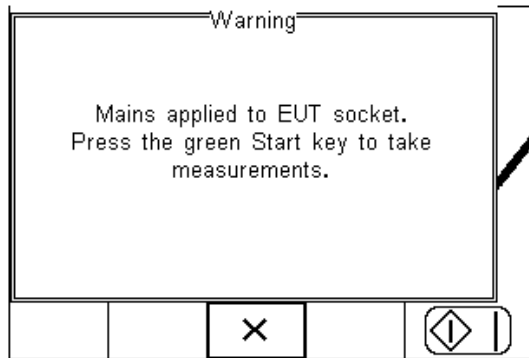 Warning
Mains applied to EUT socket.
Press the green Start key to take
measurements.